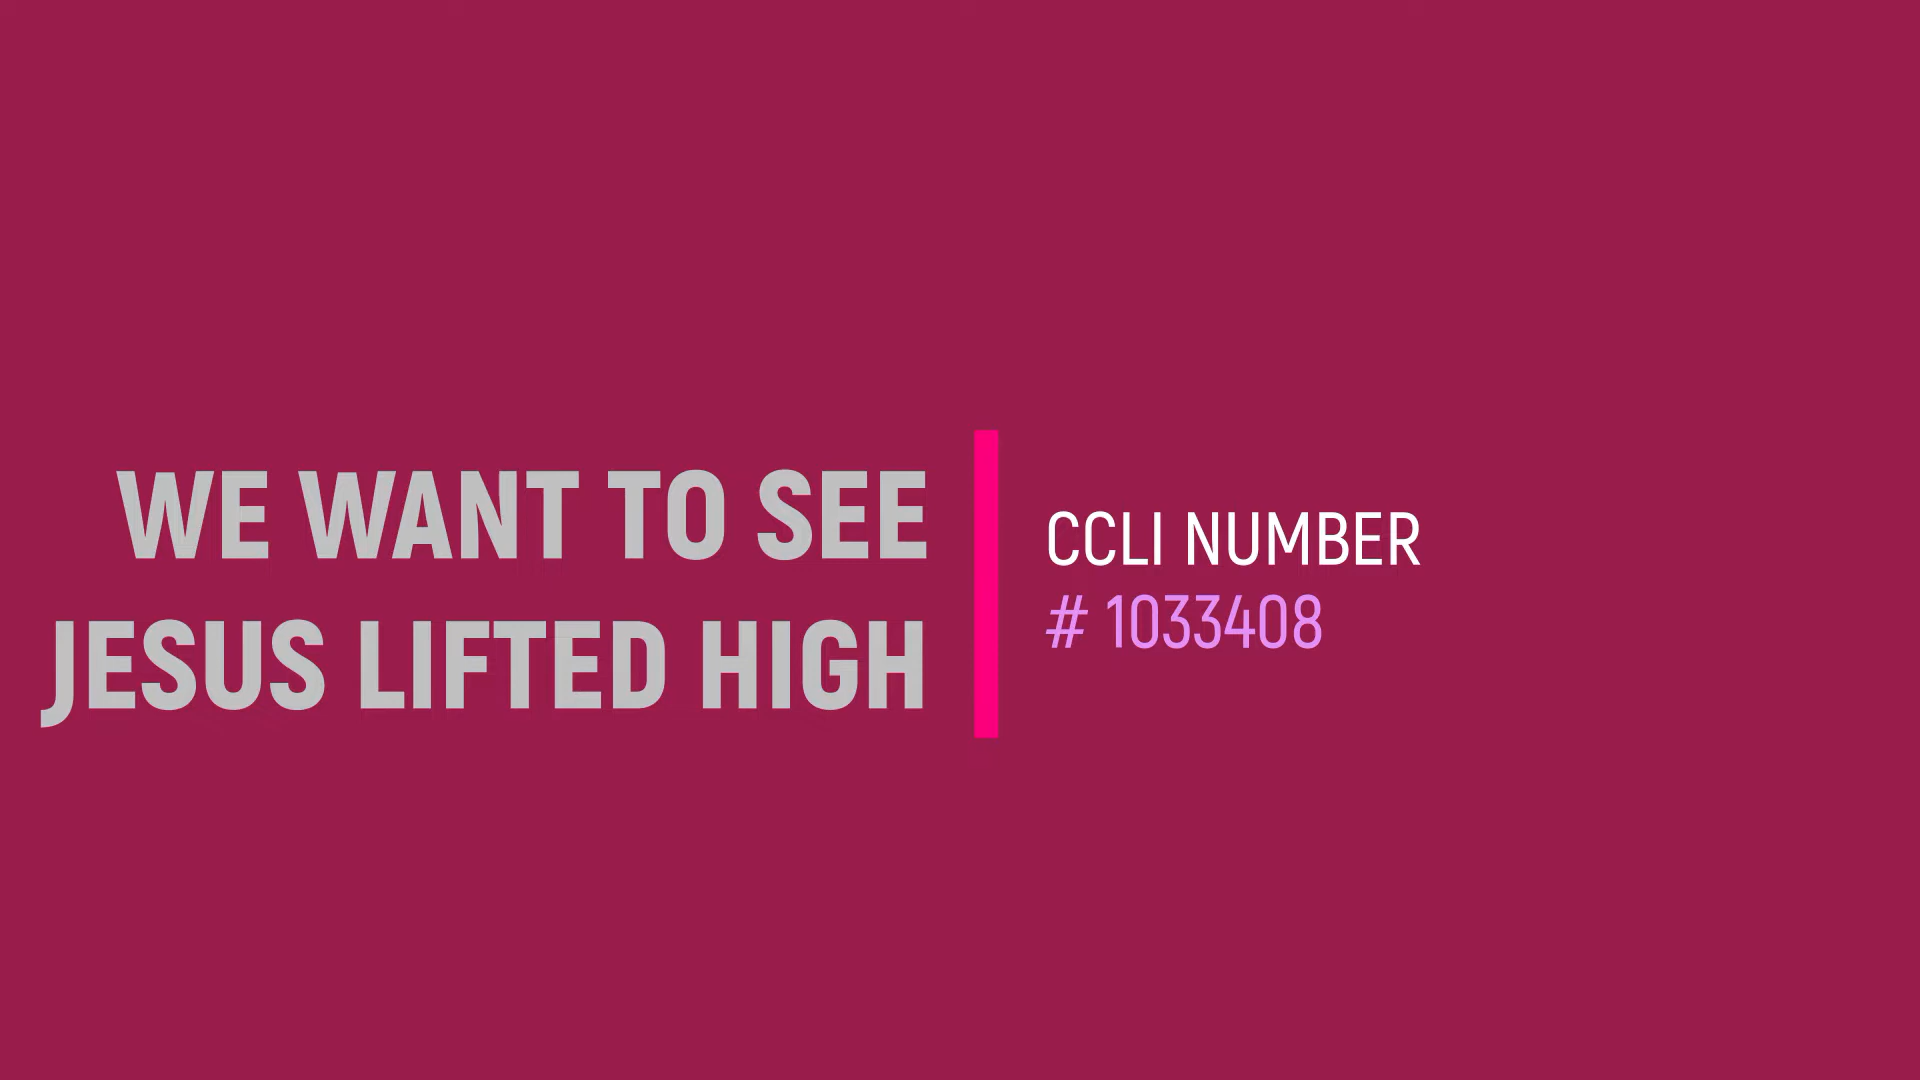 WE WANT TO SEE
JESUS LIFTED HIGH
CCLI NUMBER
# 1033408